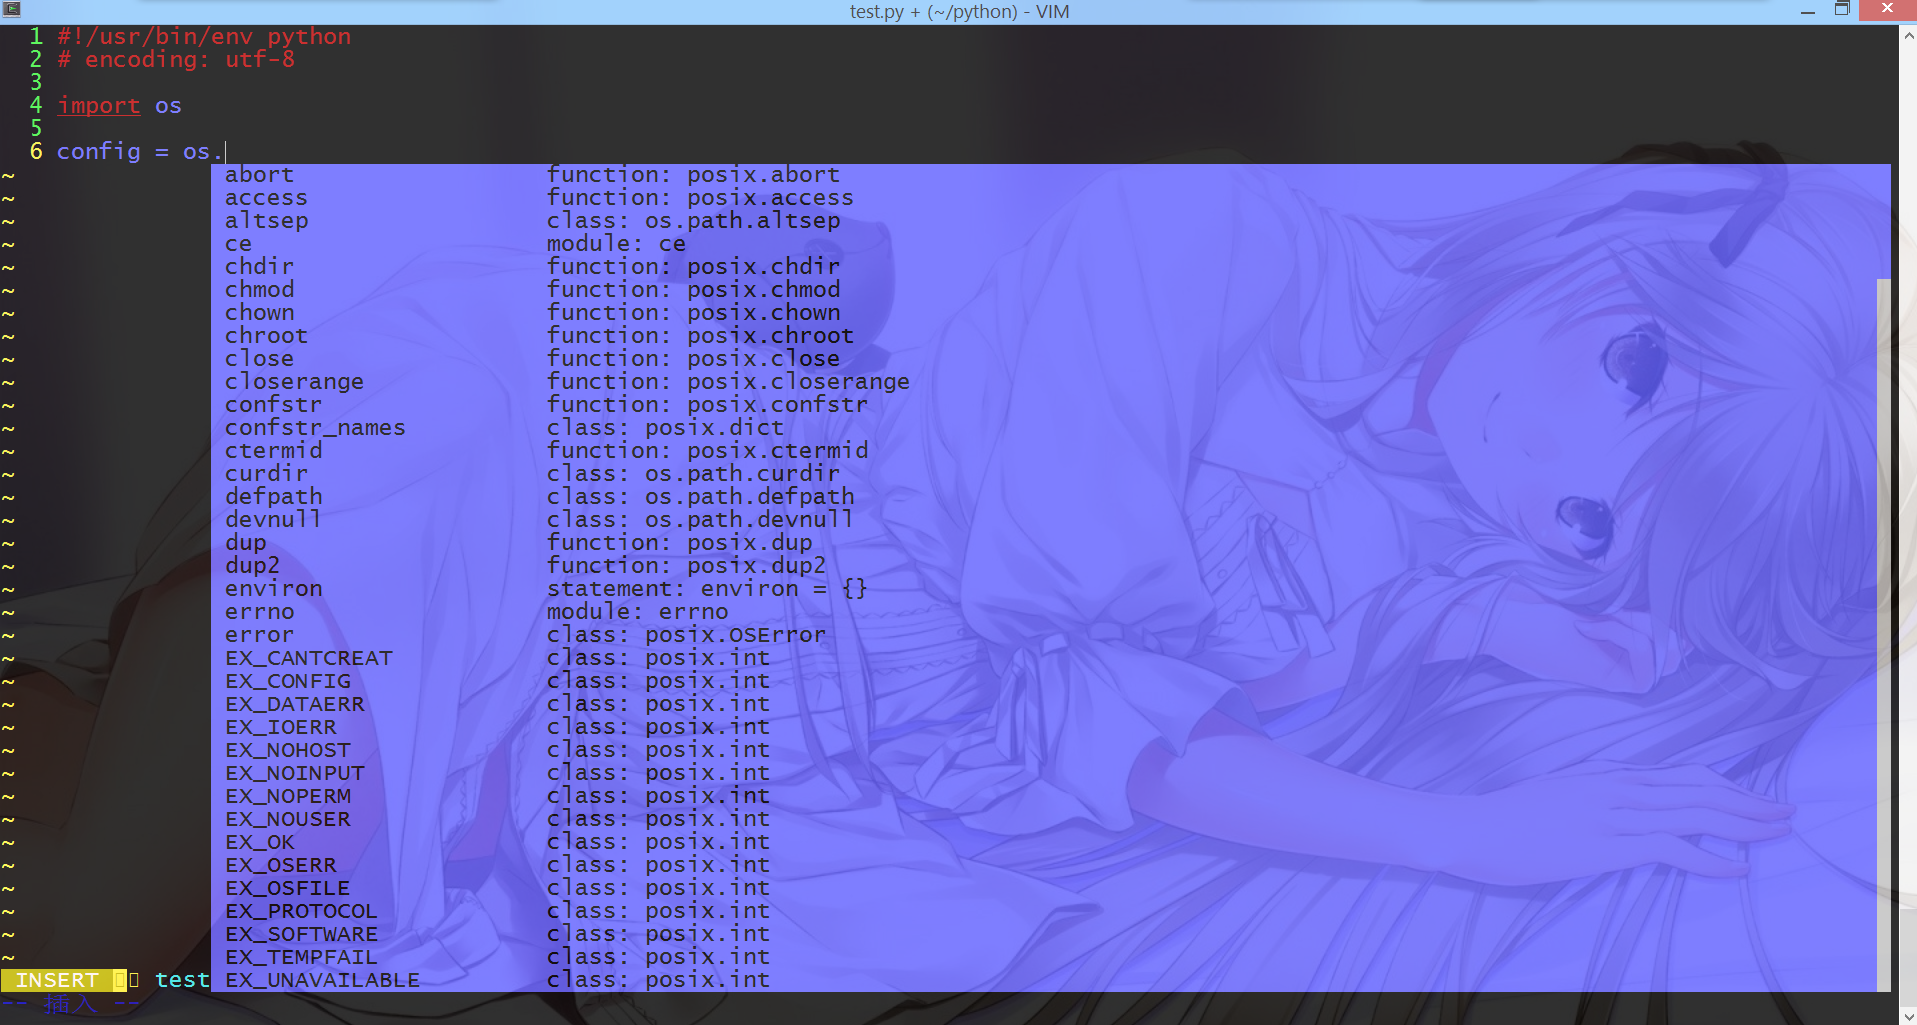 test.py + (~/python) - VIM
1 #!/usr/bin/env python
2 # encoding: utf-8
3
4 import os
5
6 config = os.
~ abort function: posix.abort
~ access function: posix.access
~ altsep class: os.path.altsep
~ ce module: ce
~ chdir function: posix.chdir
~ chmod function: posix.chmod
~ chown function: posix.chown
~ chroot function: posix.chroot
~ close function: posix.close
~ closerange function: posix.closerange
~ confstr function: posix.confstr
~ confstr_names class: posix.dict
~ ctermid function: posix.ctermid
~ curdir class: os.path.curdir
~ defpath class: os.path.defpath
~ devnull class: os.path.devnull
~ dup function: posix.dup
~ dup2 function: posix.dup2
~ environ statement: environ = {}
~ errno module: errno
~ error class: posix.OSError
~ EX_CANTCREAT class: posix.int
~ EX_CONFIG class: posix.int
~ EX_DATAERR class: posix.int
~ EX_IOERR class: posix.int
~ EX_NOHOST class: posix.int
~ EX_NOINPUT class: posix.int
~ EX_NOPERM class: posix.int
~ EX_NOUSER class: posix.int
~ EX_OK class: posix.int
~ EX_OSERR class: posix.int
~ EX_OSFILE class: posix.int
~ EX_PROTOCOL class: posix.int
~ EX_SOFTWARE class: posix.int
~ EX_TEMPFAIL class: posix.int
INSERT test EX_UNAVAILABLE class: posix.int
-- 插入 --